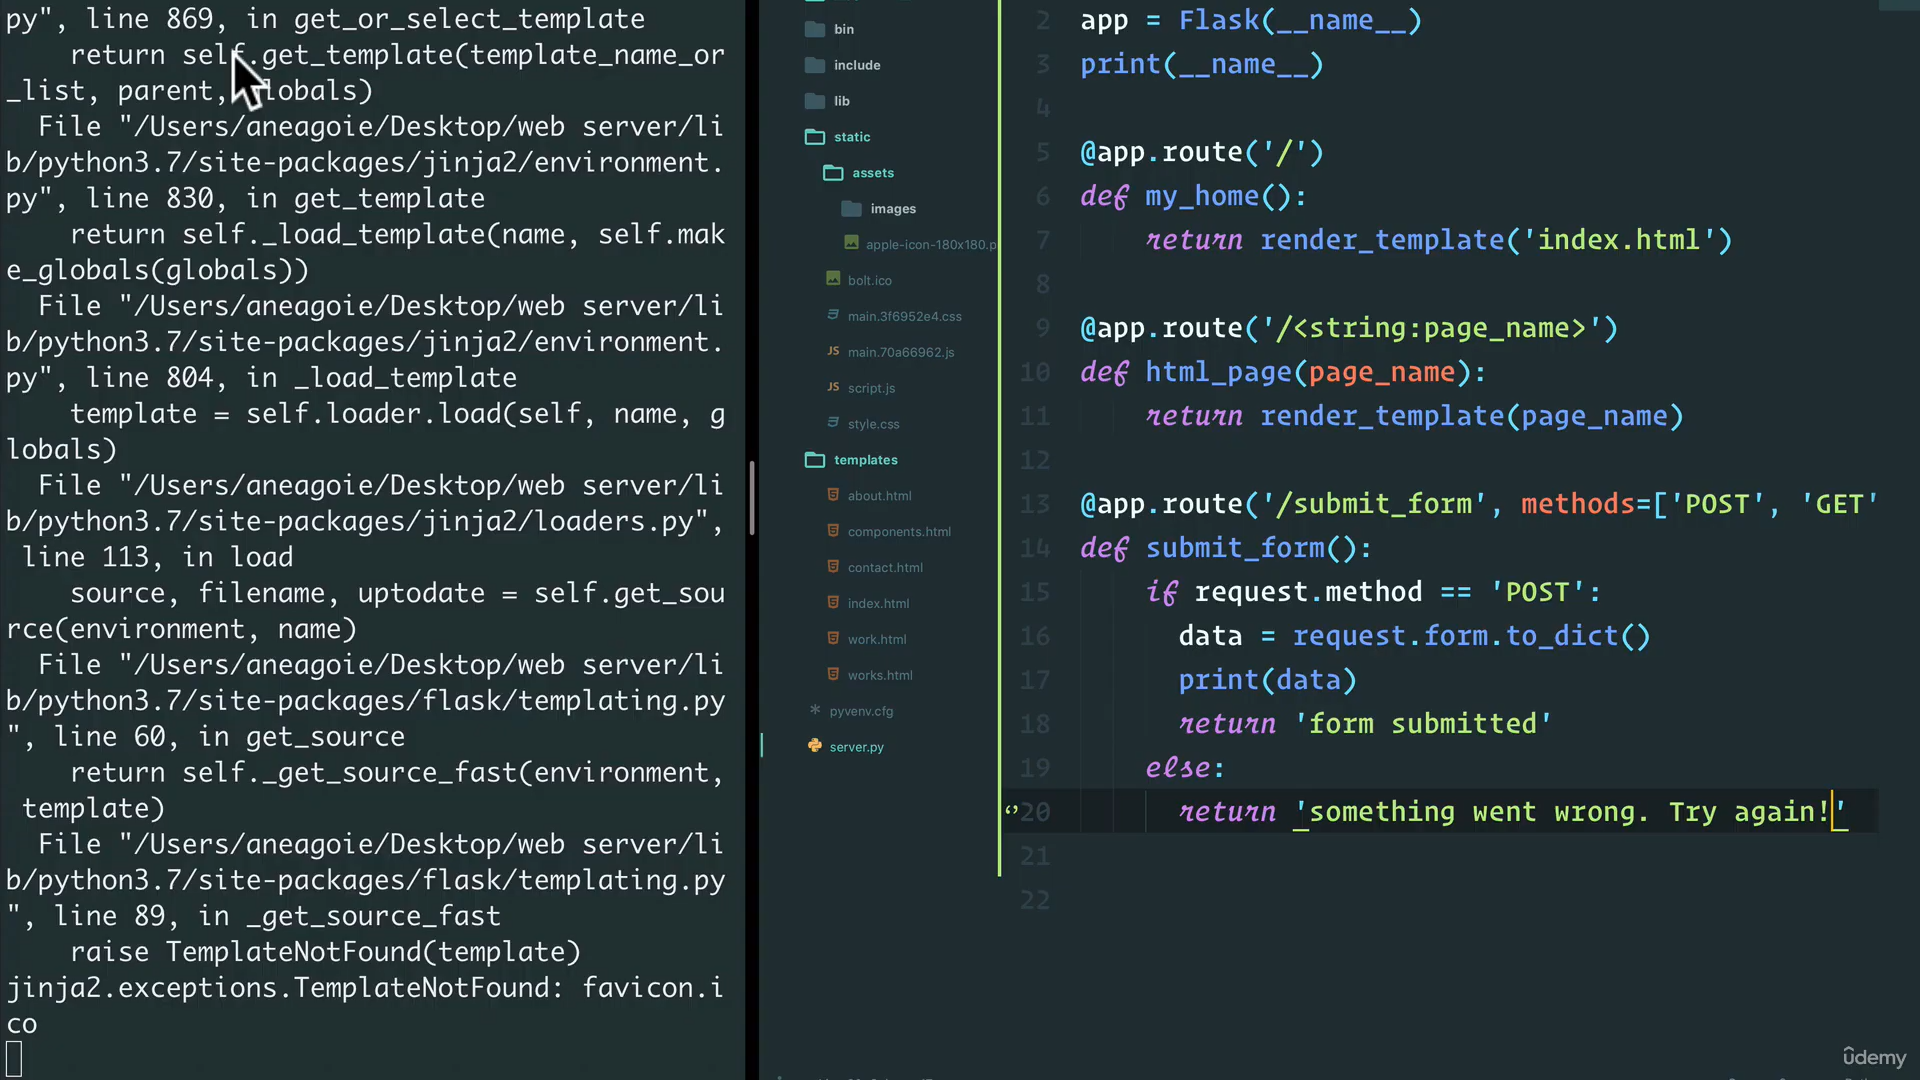 py", line 869, in get_or_select_template
return self.get_template(template_name_or
_list, parent, globals)
File "/Users/aneagoie/Desktop/web server/li
b/python3.7/site-packages/jinja2/environment.
py", line 830, in get_template
return self._load_template(name, self.mak
e_globals(globals))
File "/Users/aneagoie/Desktop/web server/li
b/python3.7/site-packages/jinja2/environment.
py", line 804, in _load_template
template = self.loader.load(self, name, g
lobals)
File "/Users/aneagoie/Desktop/web server/li
b/python3.7/site-packages/jinja2/loaders.py",
line 113, in load
source, filename, uptodate = self.get_sou
rce(environment, name)
File "/Users/aneagoie/Desktop/web server/li
b/python3.7/site-packages/flask/templating.py
", line 60, in get_source
return self._get_source_fast(environment,
template)
File "/Users/aneagoie/Desktop/web server/li
b/python3.7/site-packages/flask/templating.py
", line 89, in _get_source_fast
raise TemplateNotFound(template)
jinja2.exceptions.TemplateNotFound: favicon.i
co
bin
include
lib
static
assets
images
apple-icon-180x180.p
bolt.ico
main.3f6952e4.css
JS main.70a66962.js
JS script.js
style.css
templates
about.html
components.html
contact.html
index.html
work.html
works.html
* pyvenv.cfg
server.py
2 app = Flask(__name__)
3 print(__name__)
4
5 @app.route('/')
6 def my_home():
7 return render_template('index.html')
8
9 @app.route('/<string:page_name>')
10 def html_page(page_name):
11 return render_template(page_name)
12
13 @app.route('/submit_form', methods=['POST', 'GET'
14 def submit_form():
15 if request.method == 'POST':
16 data = request.form.to_dict()
17 print(data)
18 return 'form submitted'
19 else:
20 return 'something went wrong. Try again!'
21
22
ûdemy